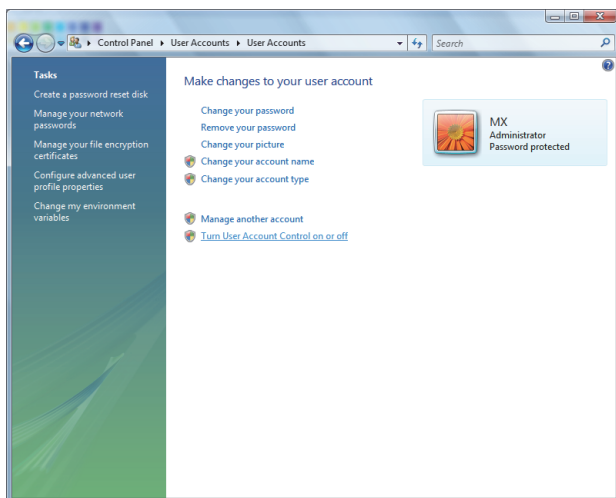 Control Panel ▸ User Accounts ▸ User Accounts
Search
Tasks
Create a password reset disk
Manage your network
passwords
Manage your file encryption
certificates
Configure advanced user
profile properties
Change my environment
variables
Make changes to your user account
Change your password
Remove your password
Change your picture
Change your account name
Change your account type
Manage another account
Turn User Account Control on or off
MX
Administrator
Password protected